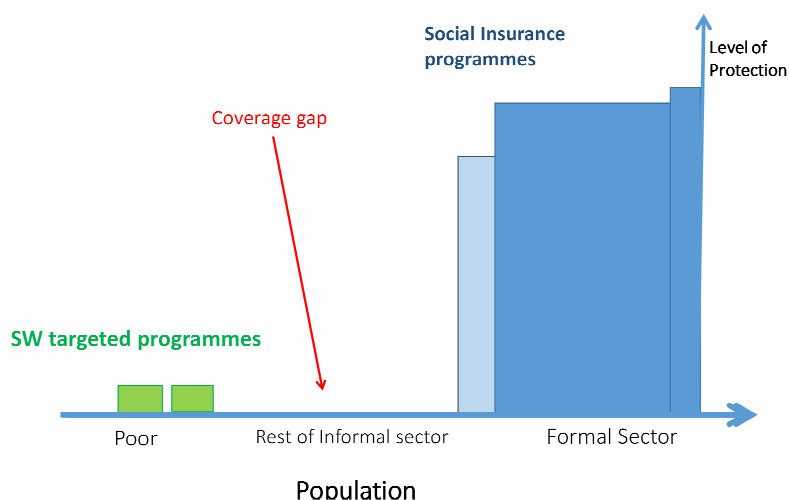 Social Insurance
programmes
Level of
Protection
Coverage gap
SW targeted programmes
Poor
Rest of Informal sector
Formal Sector
Population